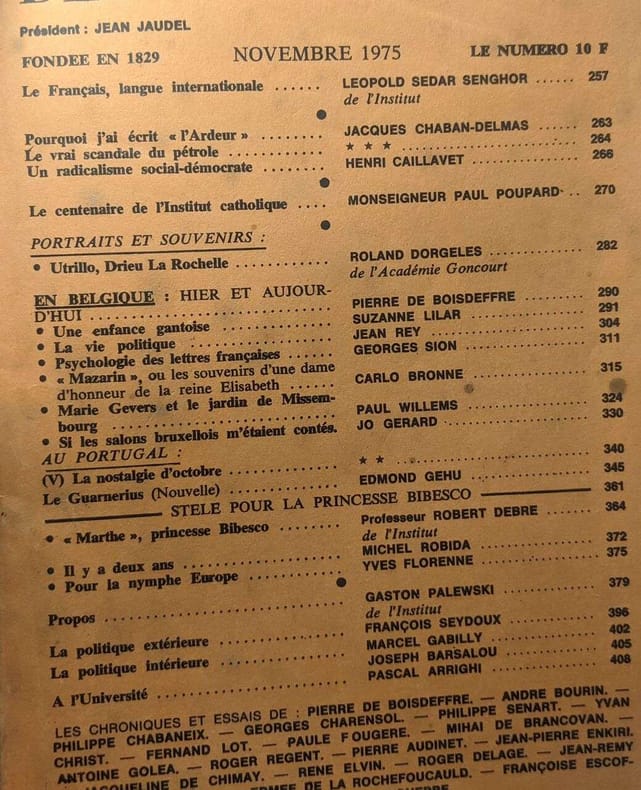 Président : JEAN JAUDEL
FONDEE EN 1829 NOVEMBRE 1975 LE NUMERO 10 F
Le Français, langue internationale ...... LEOPOLD SEDAR SENGHOR ...... 257
de l'Institut
Pourquoi j'ai écrit « l'Ardeur » ........ JACQUES CHABAN-DELMAS ...... 263
Le vrai scandale du pétrole ............ ★ ★ ★ ........................ 264
Un radicalisme social-démocrate ........ HENRI CAILLAVET ................ 266
Le centenaire de l'Institut catholique .... MONSEIGNEUR PAUL POUPARD .. 270
PORTRAITS ET SOUVENIRS :
• Utrillo, Drieu La Rochelle ............ ROLAND DORGELES .............. 282
de l'Académie Goncourt
EN BELGIQUE : HIER ET AUJOUR-
D'HUI ........................ PIERRE DE BOISDEFFRE ........ 290
• Une enfance gantoise ................ SUZANNE LILAR ................ 291
• La vie politique .................... JEAN REY ...................... 304
• Psychologie des lettres françaises ...... GEORGES SION .................. 311
• « Mazarin », ou les souvenirs d'une dame
d'honneur de la reine Elisabeth ...... CARLO BRONNE ................ 315
• Marie Gevers et le jardin de Missem-
bourg ........................ PAUL WILLEMS ................ 324
• Si les salons bruxellois m'étaient contés. JO GERARD .................... 330
AU PORTUGAL :
(V) La nostalgie d'octobre .............. ★ ★ .......................... 340
Le Guarnerius (Nouvelle) .............. EDMOND GEHU .................. 345
STELE POUR LA PRINCESSE BIBESCO 361
• « Marthe », princesse Bibesco ........ Professeur ROBERT DEBRE ...... 364
de l'Institut
• Il y a deux ans .................... MICHEL ROBIDA ................ 372
• Pour la nymphe Europe .............. YVES FLORENNE ................ 375
Propos .............................. GASTON PALEWSKI .............. 379
de l'Institut
La politique extérieure ................ FRANÇOIS SEYDOUX ............ 396
La politique intérieure ................ MARCEL GABILLY .............. 402
JOSEPH BARSALOU .............. 405
A l'Université ........................ PASCAL ARRIGHI ................ 408
LES CHRONIQUES ET ESSAIS DE : PIERRE DE BOISDEFFRE. — ANDRE BOURIN. —
PHILIPPE CHABANEIX. — GEORGES CHARENSOL. — PHILIPPE SENART. — YVAN
CHRIST. — FERNAND LOT. — PAULE FOUGERE. — MIHAI DE BRANCOVAN. —
ANTOINE GOLEA. — ROGER REGENT. — PIERRE AUDINET. — JEAN-PIERRE ENKIRI.
JACQUELINE DE CHIMAY. — RENE ELVIN. — ROGER DELAGE. — JEAN-REMY
DE LA ROCHEFOUCAULD. — FRANÇOISE ESCOF-